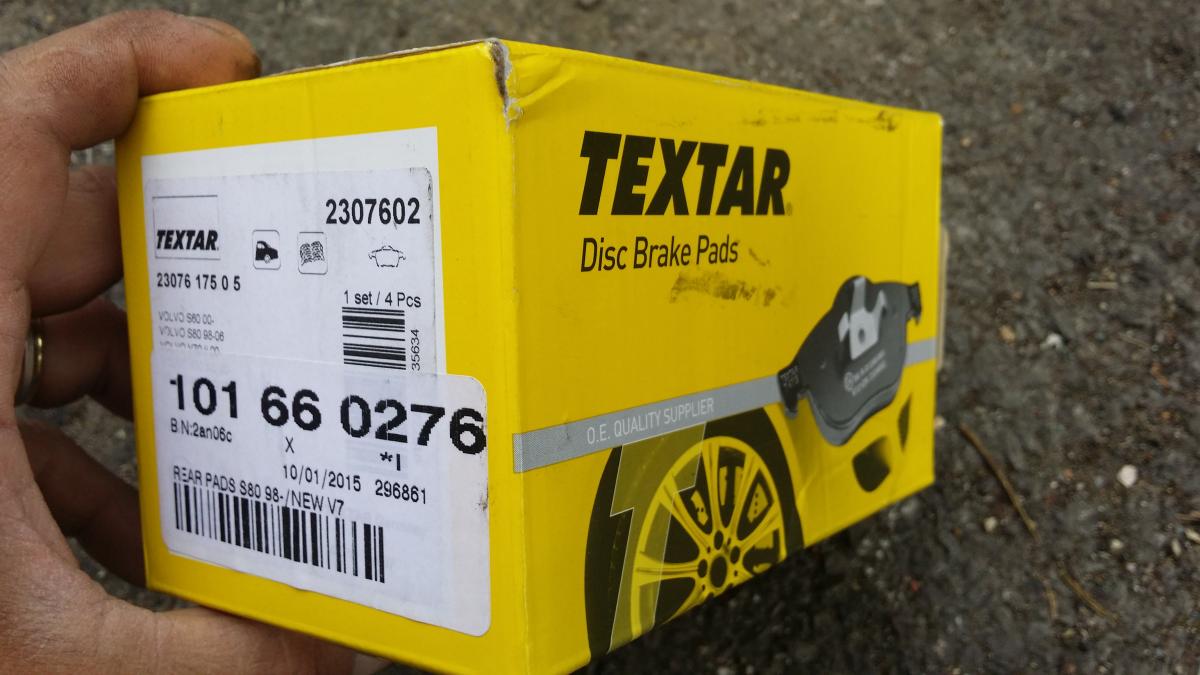 TEXTAR
2307602
23076 175 0 5
1 set / 4 Pcs
VOLVO S60 00-
VOLVO S80 98-06
35634
101 66 0276
B N:2an06c
X
*I
10/01/2015 296861
REAR PADS S80 98-/NEW V7
TEXTAR
Disc Brake Pads
O.E. QUALITY SUPPLIER